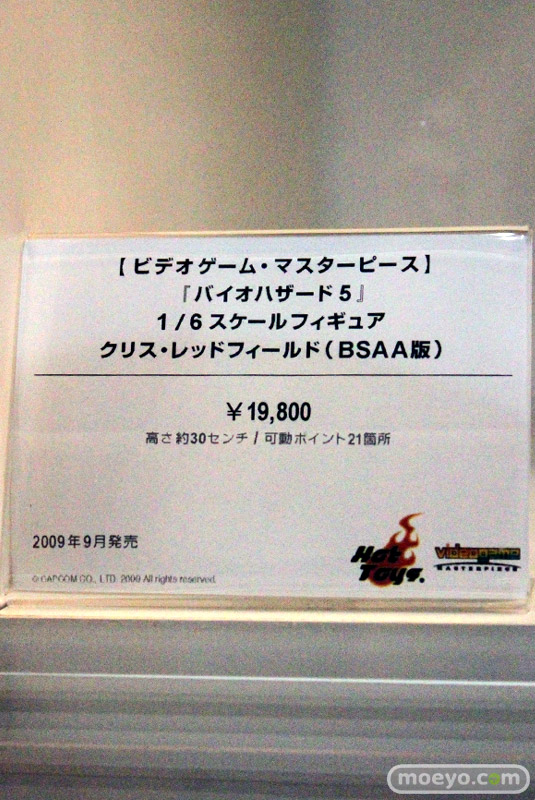 【ビデオゲーム・マスターピース】
『バイオハザード5』
1/6スケールフィギュア
クリス・レッドフィールド(BSAA版)
￥19,800
高さ約30センチ / 可動ポイント21箇所
2009年9月発売
© CAPCOM CO., LTD. 2009 All rights reserved.
Hot Toys.
videogame
MASTERPIECE
moeyo.com